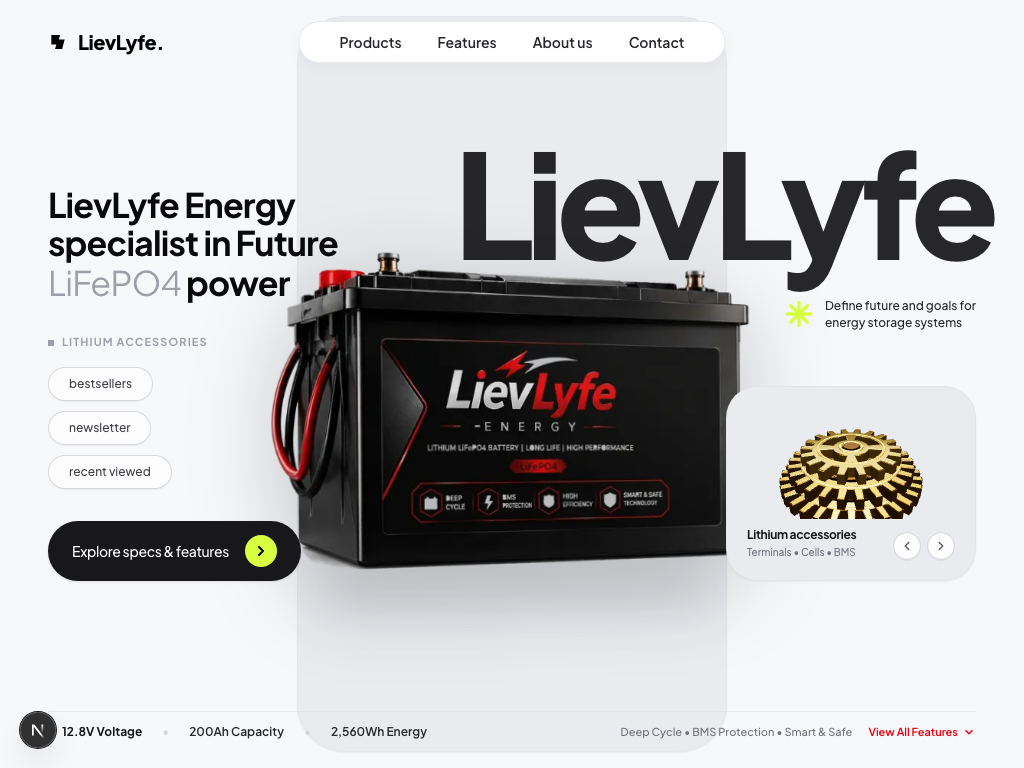 LievLyfe.
Products
Features
About us
Contact
LievLyfe
LievLyfe Energy
specialist in Future
LiFePO4 power
Define future and goals for
energy storage systems
LITHIUM ACCESSORIES
bestsellers
newsletter
recent viewed
Explore specs & features
LievLyfe
-ENERGY
LITHIUM LiFePO4 BATTERY | LONG LIFE | HIGH PERFORMANCE
LiFePO4
DEEP
CYCLE
BMS
PROTECTION
HIGH
EFFICIENCY
SMART & SAFE
TECHNOLOGY
Lithium accessories
Terminals • Cells • BMS
N
12.8V Voltage
200Ah Capacity
2,560Wh Energy
Deep Cycle • BMS Protection • Smart & Safe
View All Features